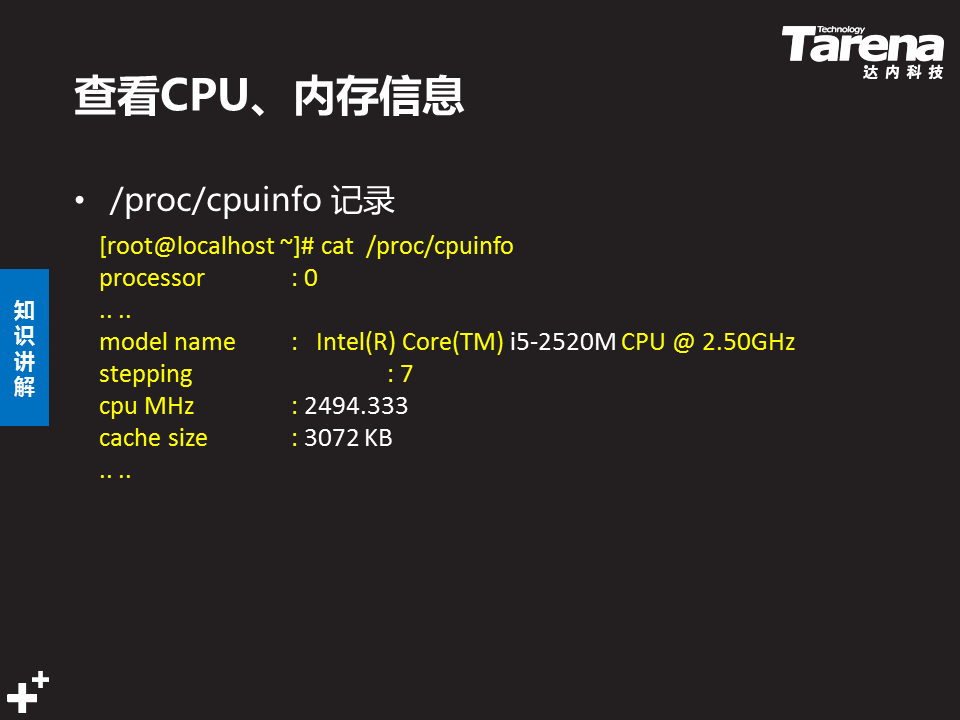 Technology
Tarena
达内科技
查看CPU、内存信息
• /proc/cpuinfo 记录
[root@localhost ~]# cat /proc/cpuinfo
processor : 0
.. ..
model name : Intel(R) Core(TM) i5-2520M CPU @ 2.50GHz
stepping : 7
cpu MHz : 2494.333
cache size : 3072 KB
.. ..
知识讲解